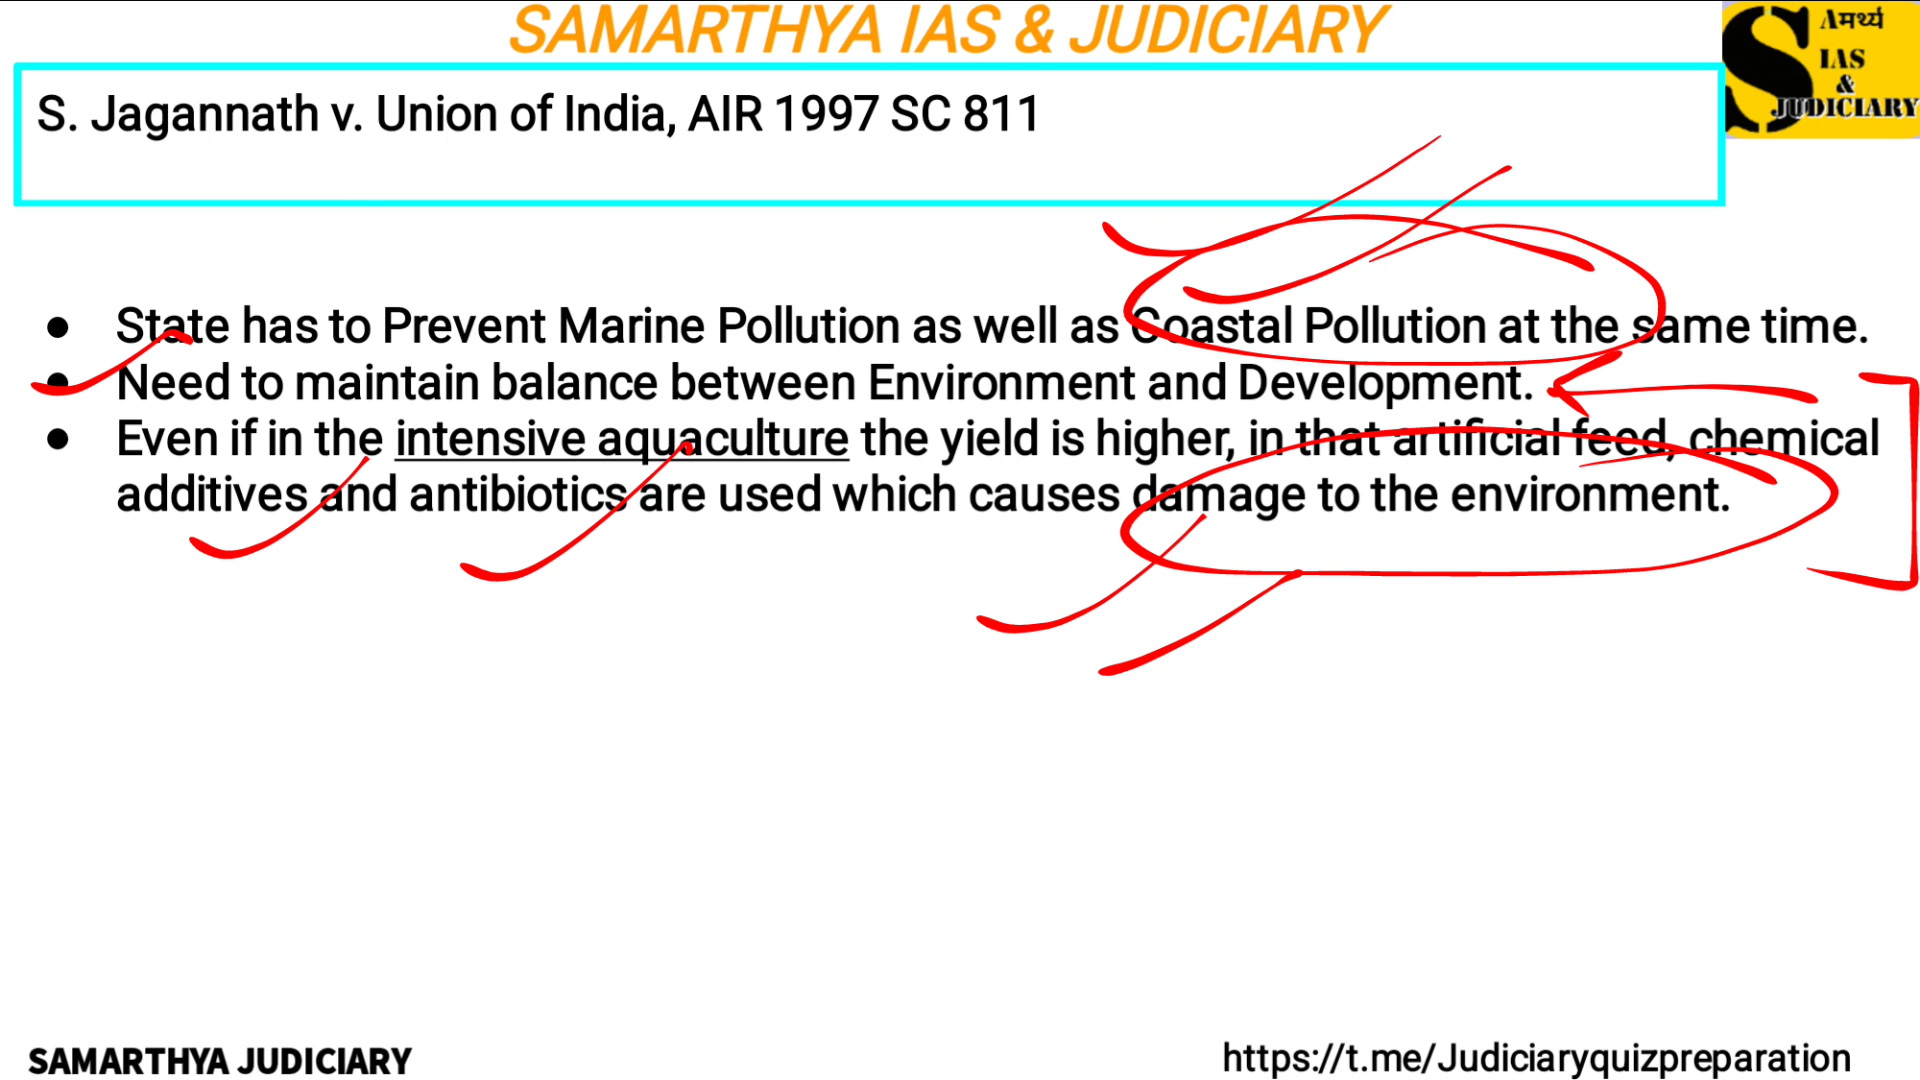 SAMARTHYA IAS & JUDICIARY
S
Aमर्थ्य
IAS
&
JUDICIARY
S. Jagannath v. Union of India, AIR 1997 SC 811
● State has to Prevent Marine Pollution as well as Coastal Pollution at the same time.
● Need to maintain balance between Environment and Development.
● Even if in the intensive aquaculture the yield is higher, in that artificial feed, chemical
additives and antibiotics are used which causes damage to the environment.
SAMARTHYA JUDICIARY
https://t.me/Judiciaryquizpreparation